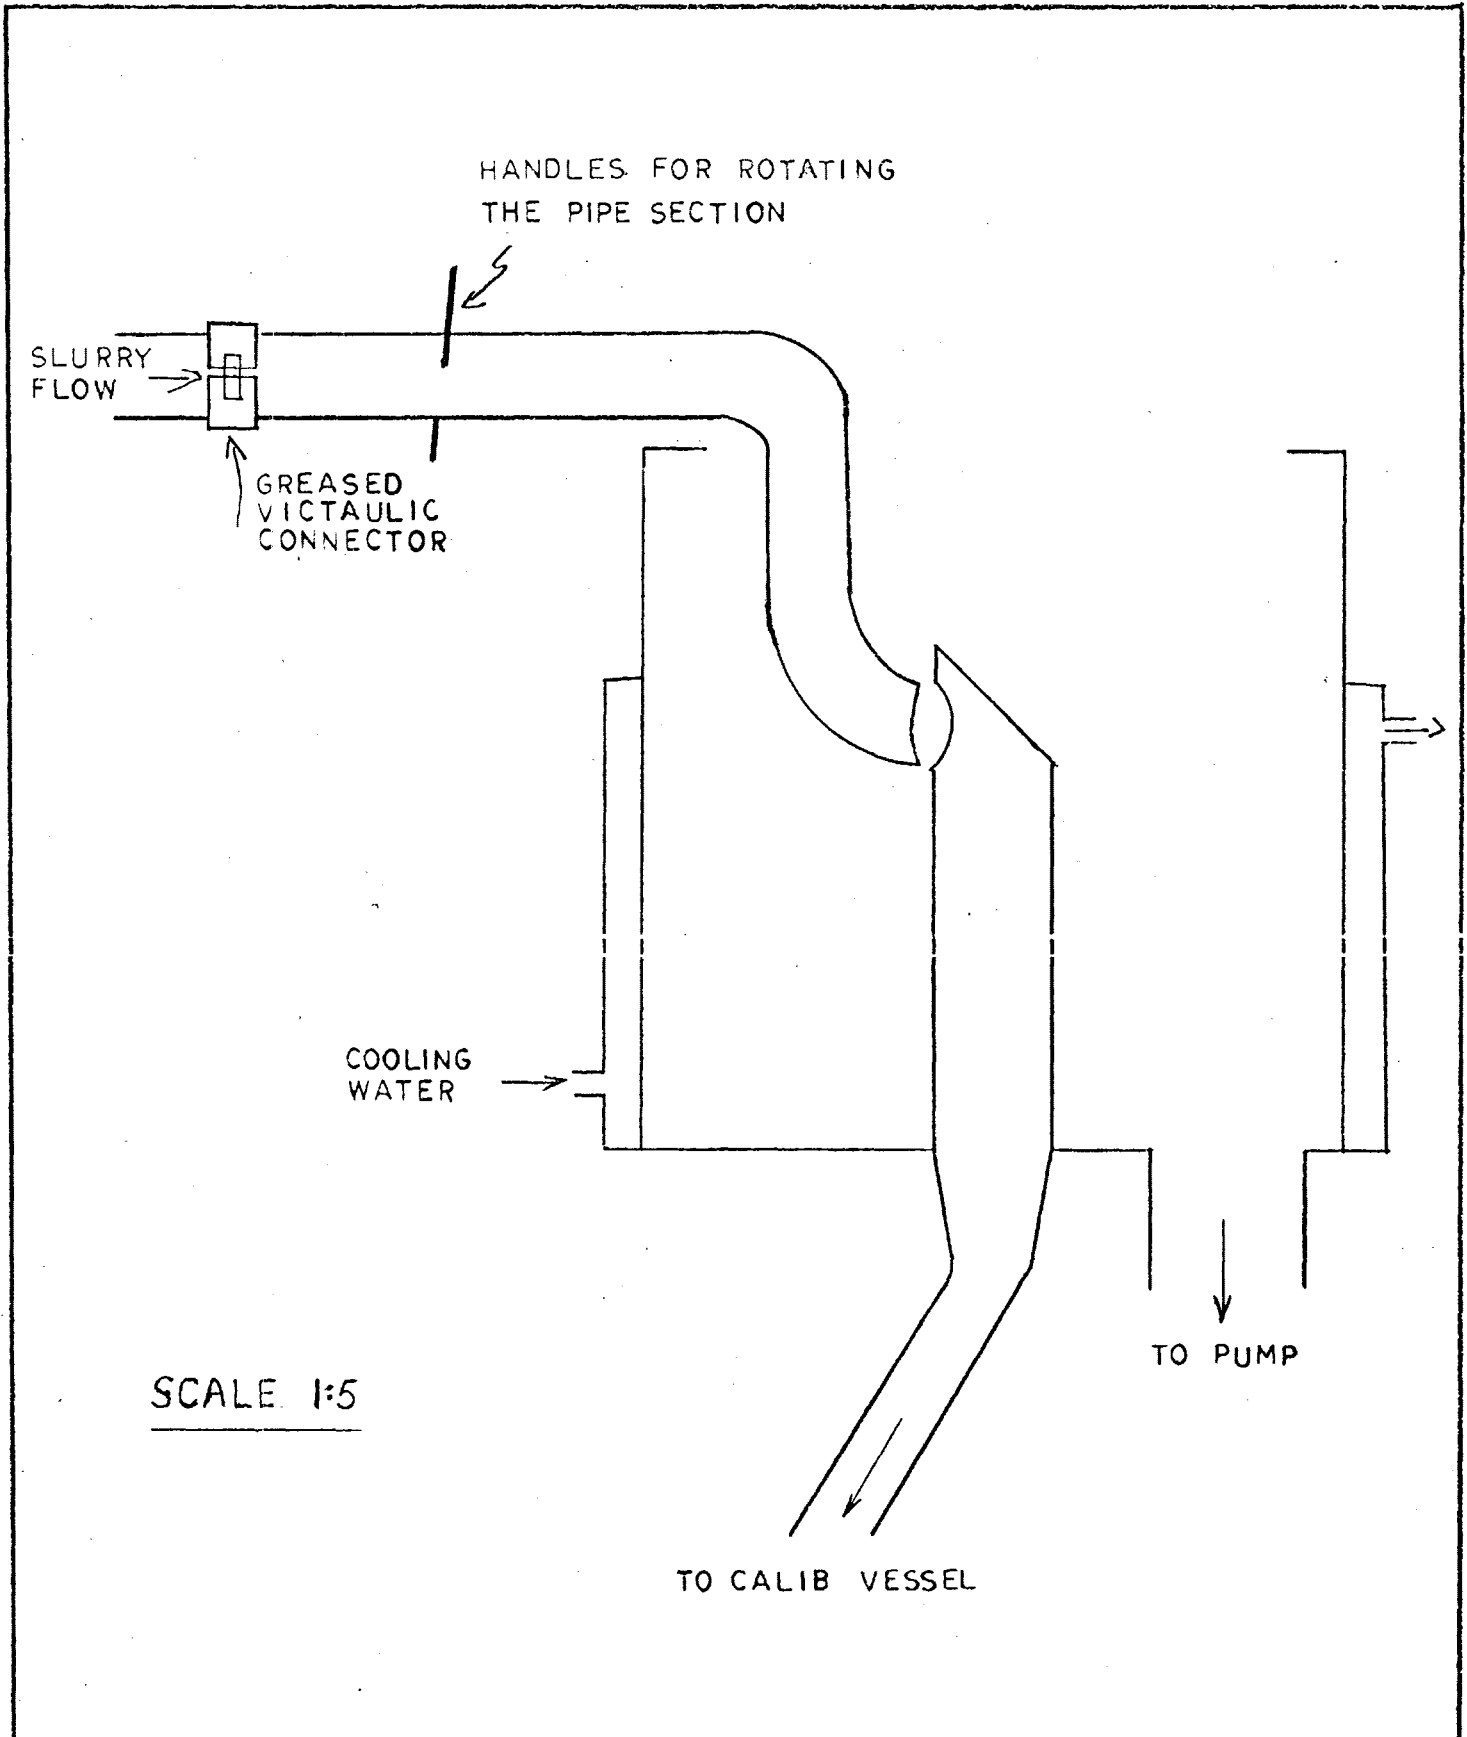 HANDLES FOR ROTATING
THE PIPE SECTION
SLURRY
FLOW
GREASED
VICTAULIC
CONNECTOR
COOLING
WATER
TO PUMP
SCALE 1:5
TO CALIB VESSEL